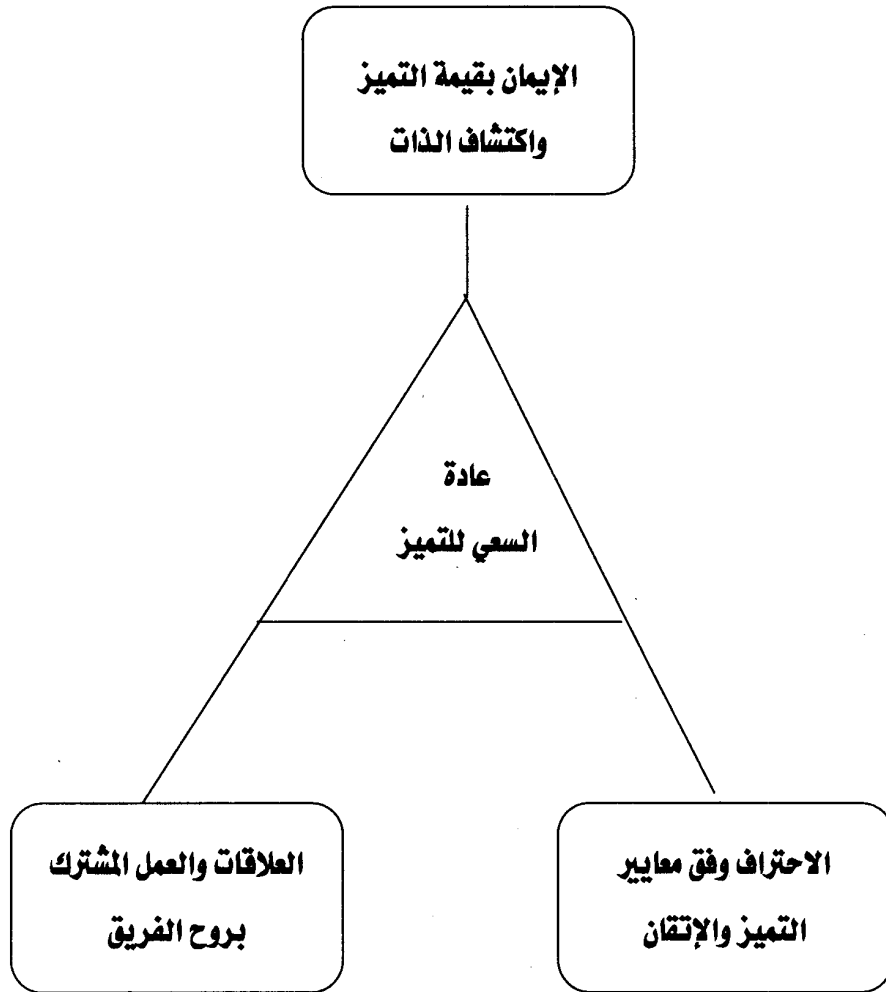 الإيمان بقيمة التميز
واكتشاف الذات
عادة
السعي للتميز
الاحتراف وفق معايير
التميز والإتقان
العلاقات والعمل المشترك
بروح الفريق